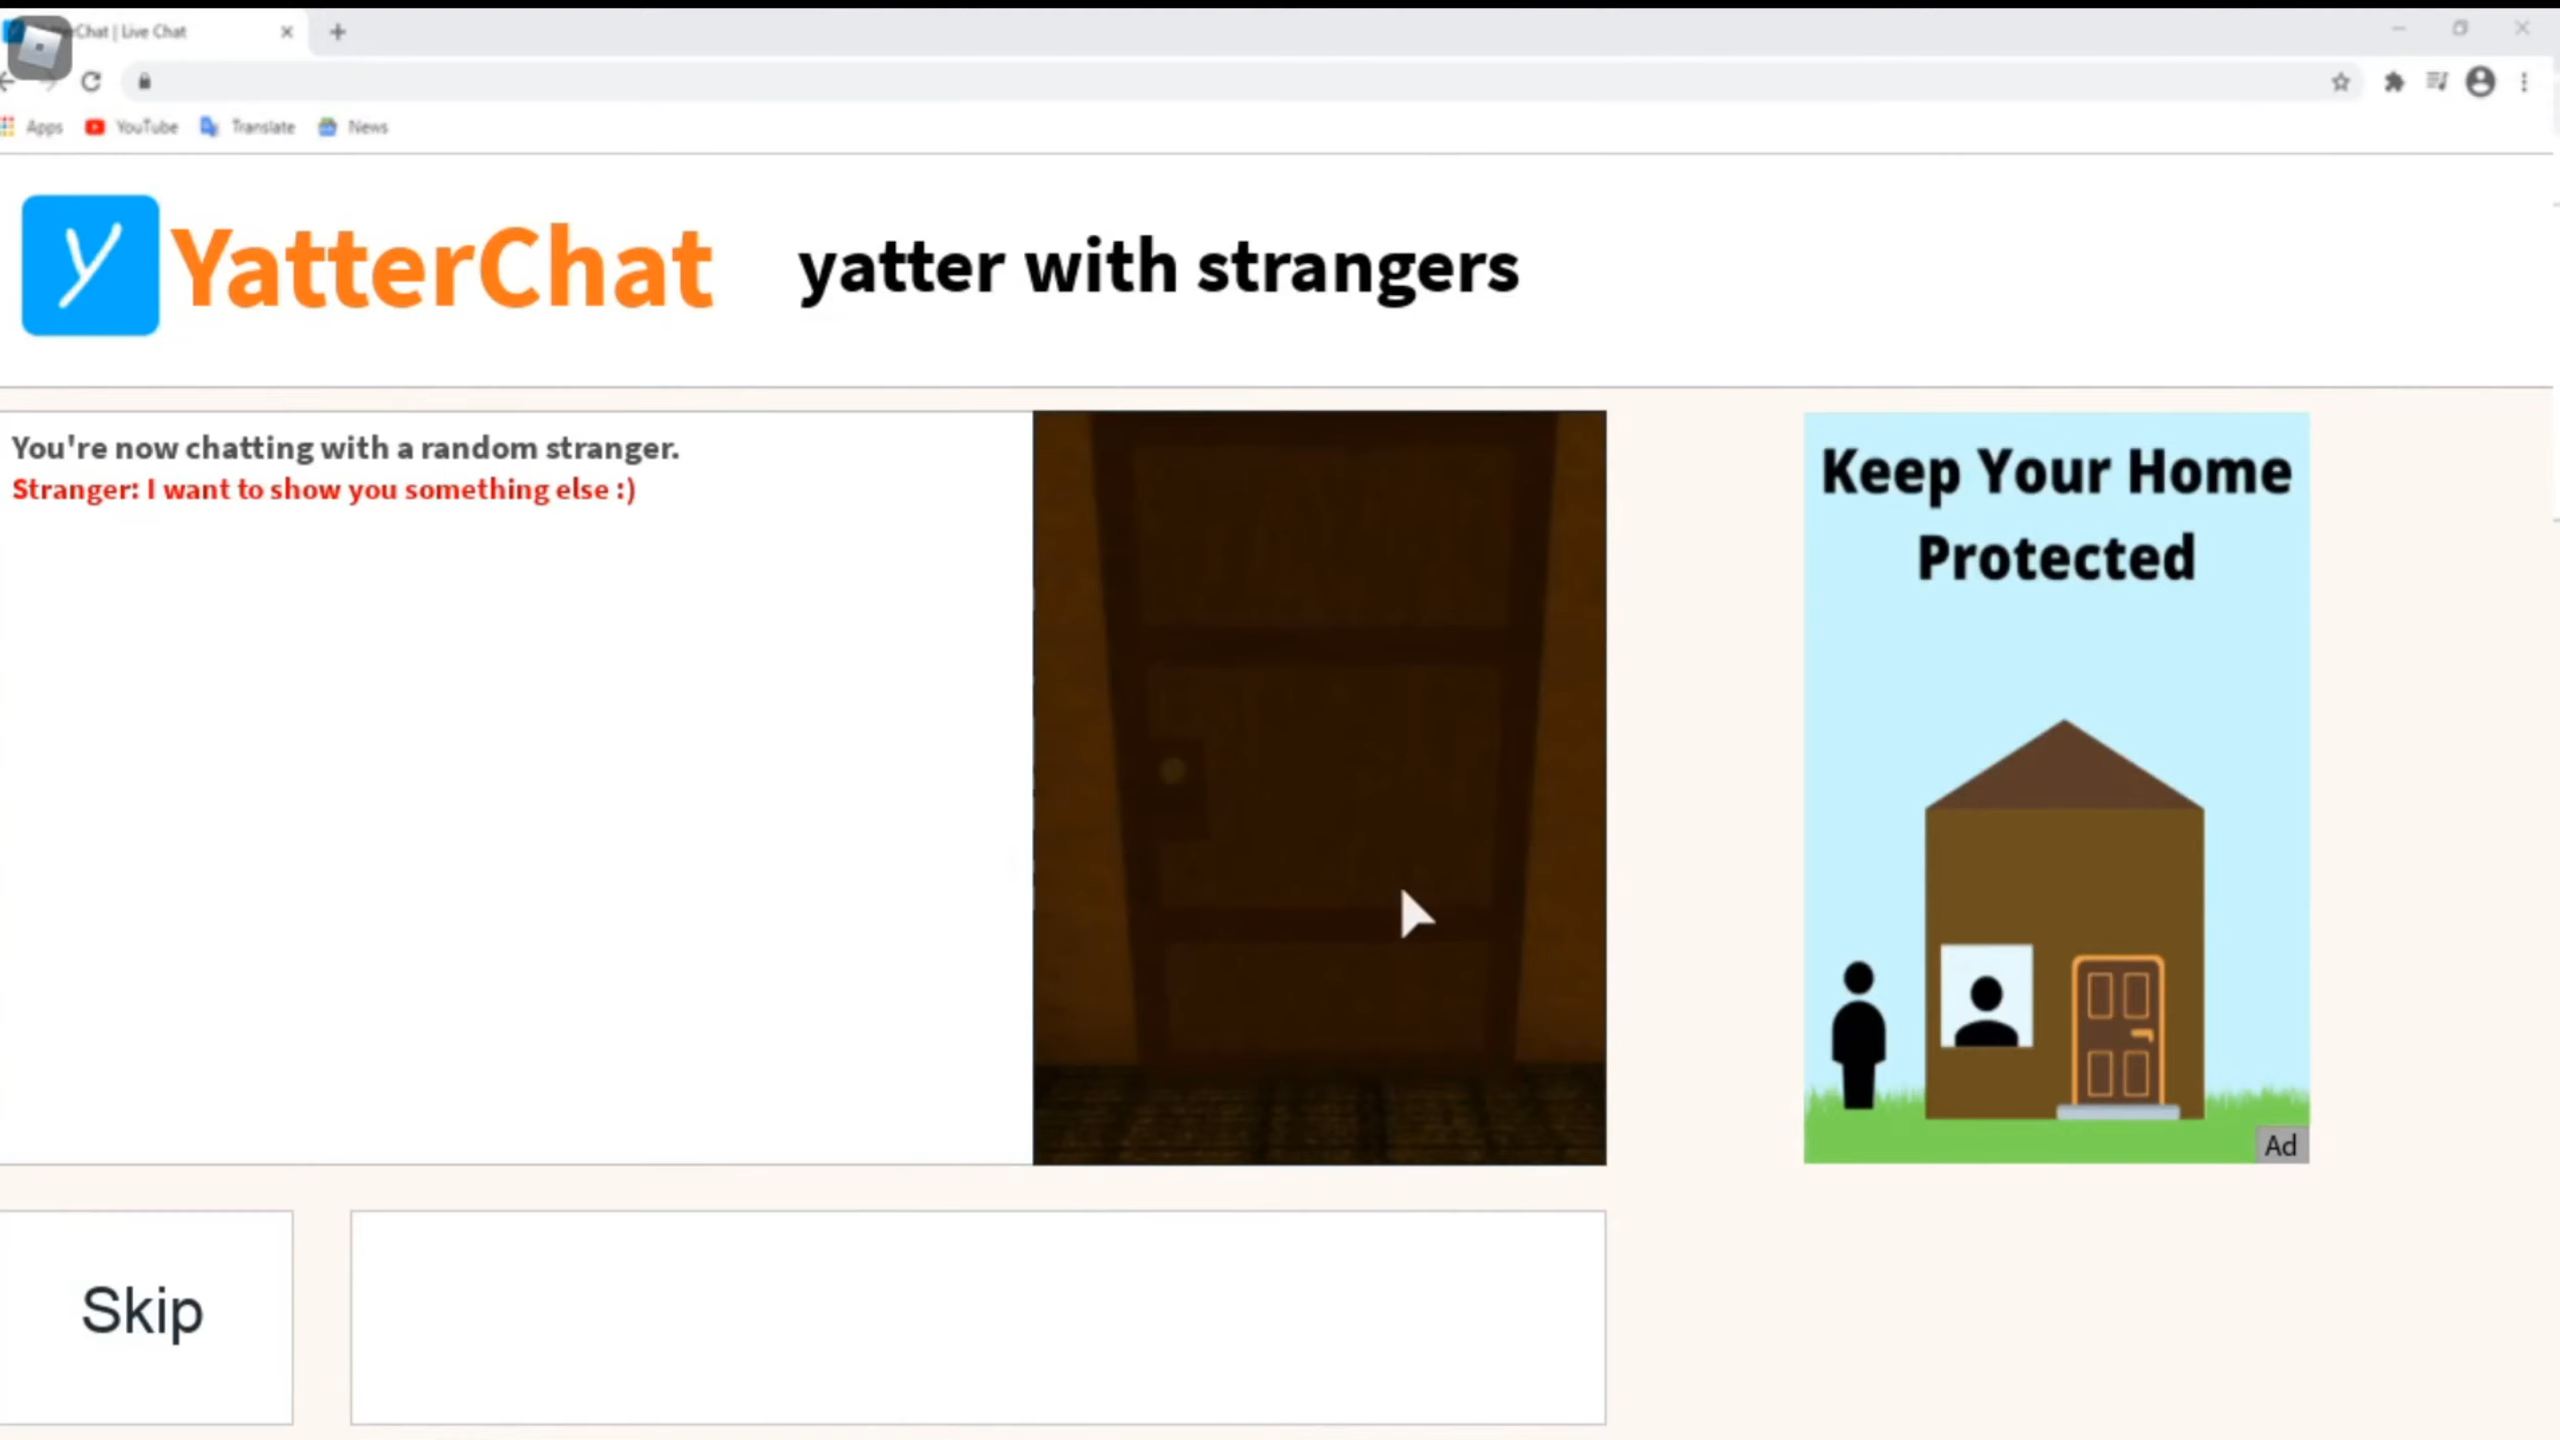 Chat | Live Chat
Apps YouTube Translate News
y YatterChat yatter with strangers
You're now chatting with a random stranger.
Stranger: I want to show you something else :)
Keep Your Home
Protected
Ad
Skip